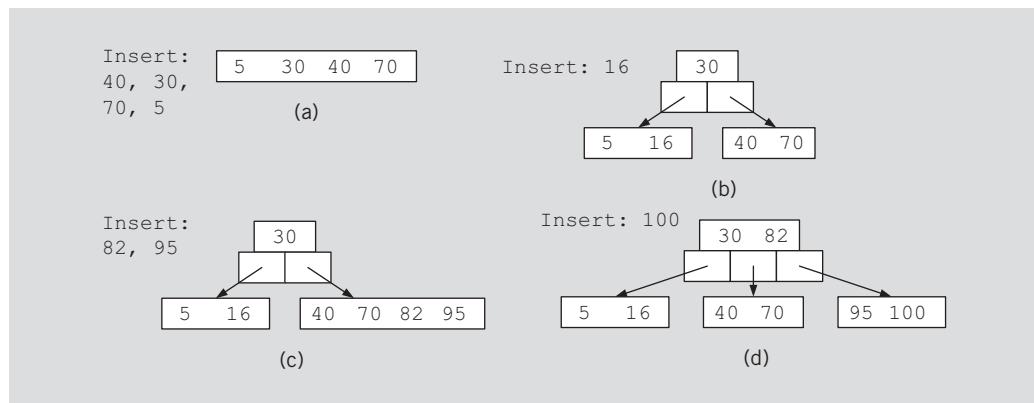 Insert:
40, 30,
70, 5
5 30 40 70
(a)
Insert: 16
30
5 16
40 70
(b)
Insert:
82, 95
30
5 16
40 70 82 95
(c)
Insert: 100
30 82
5 16
40 70
95 100
(d)